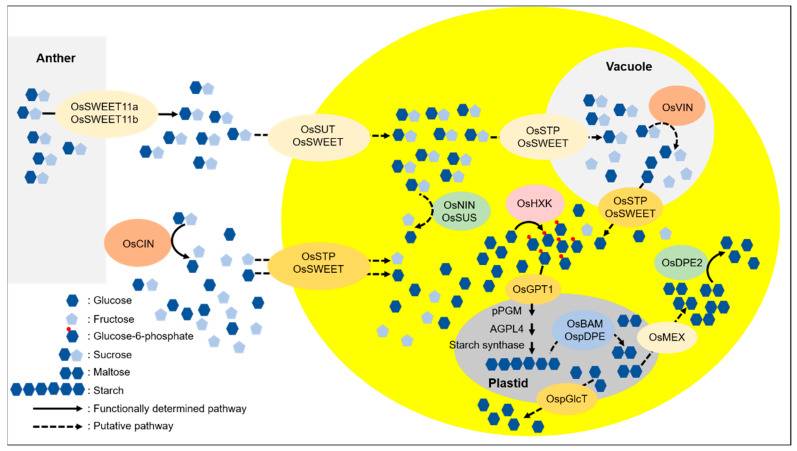 Anther
OsSWEET11a
OsSWEET11b
OsSUT
OsSWEET
OsSTP
OsSWEET
Vacuole
OsVIN
OsSTP
OsSWEET
OsNIN
OsSUS
OsHXK
OsCIN
OsSTP
OsSWEET
OsGPT1
OsDPE2
pPGM
AGPL4
Starch synthase
OsBAM
OspDPE
OsMEX
Plastid
OspGlcT
: Glucose
: Fructose
: Glucose-6-phosphate
: Sucrose
: Maltose
: Starch
: Functionally determined pathway
: Putative pathway